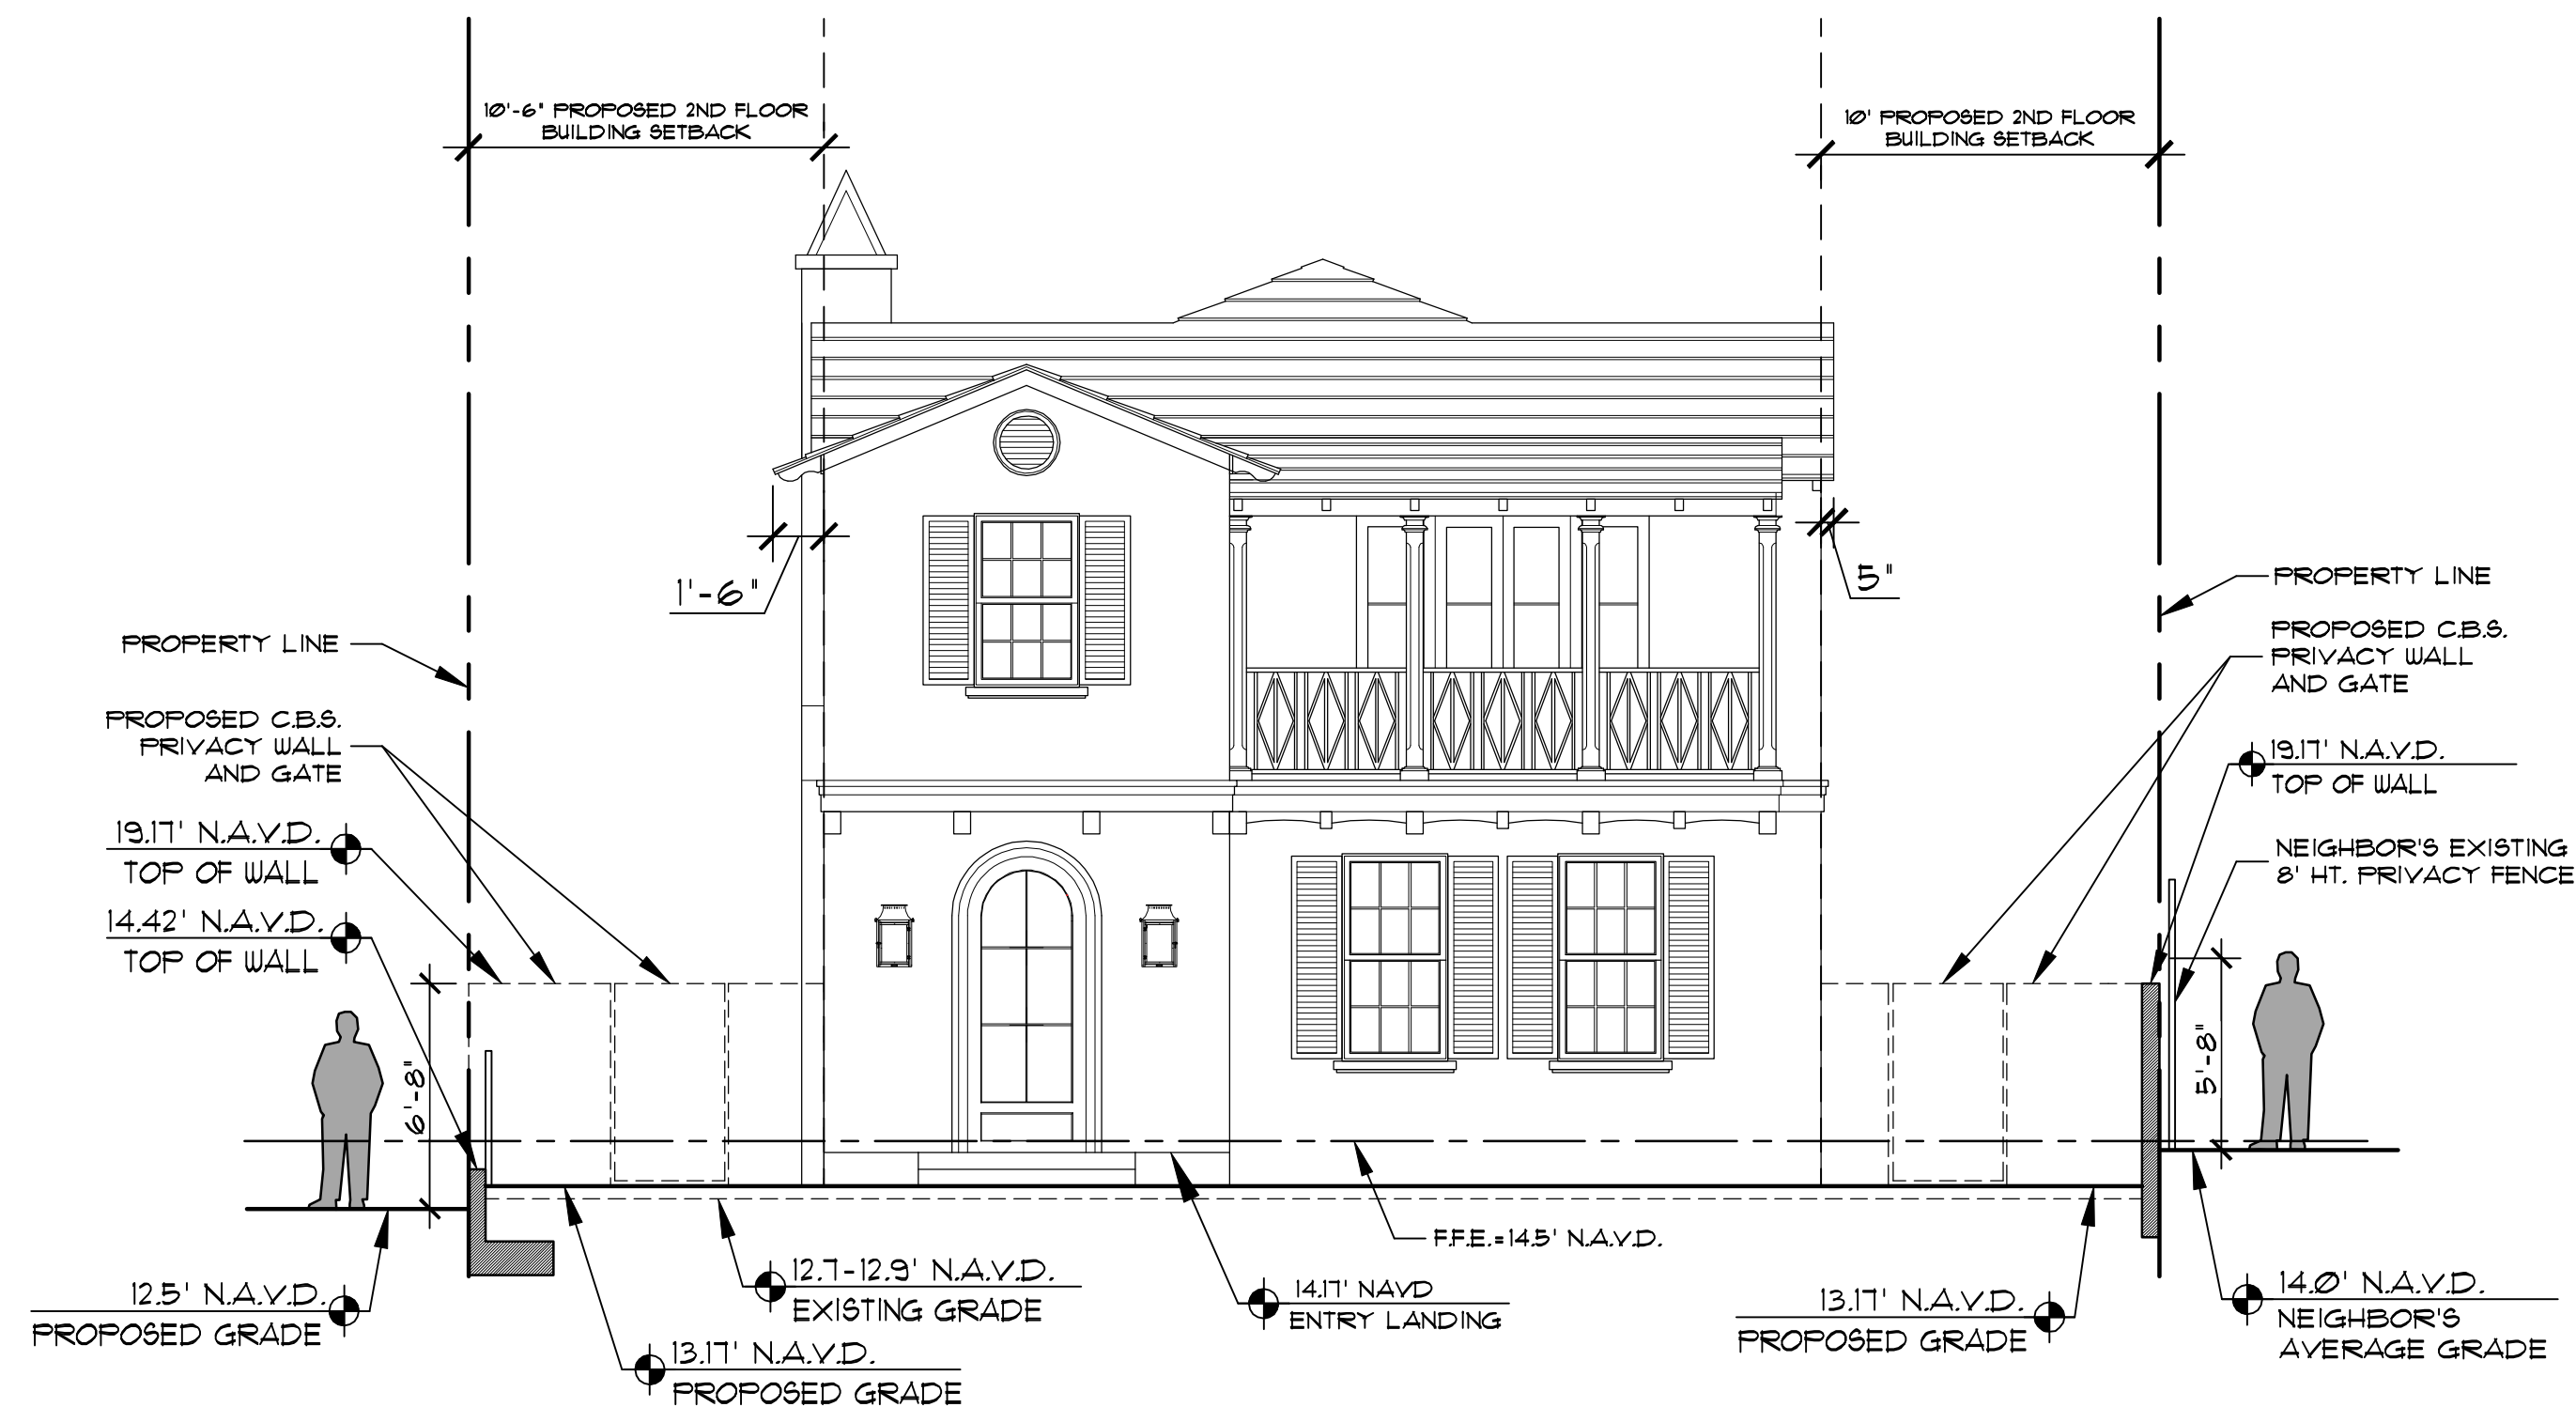 10'-6" PROPOSED 2ND FLOOR
BUILDING SETBACK
10' PROPOSED 2ND FLOOR
BUILDING SETBACK
1'-6"
5"
PROPERTY LINE
PROPOSED C.B.S.
PRIVACY WALL
AND GATE
19.17' N.A.V.D.
TOP OF WALL
14.42' N.A.V.D.
TOP OF WALL
6'-8"
12.5' N.A.V.D.
PROPOSED GRADE
12.7-12.9' N.A.V.D.
EXISTING GRADE
13.17' N.A.V.D.
PROPOSED GRADE
14.17' NAVD
ENTRY LANDING
F.F.E.=14.5' N.A.V.D.
PROPERTY LINE
PROPOSED C.B.S.
PRIVACY WALL
AND GATE
19.17' N.A.V.D.
TOP OF WALL
NEIGHBOR'S EXISTING
8' HT. PRIVACY FENCE
5'-8"
13.17' N.A.V.D.
PROPOSED GRADE
14.0' N.A.V.D.
NEIGHBOR'S
AVERAGE GRADE